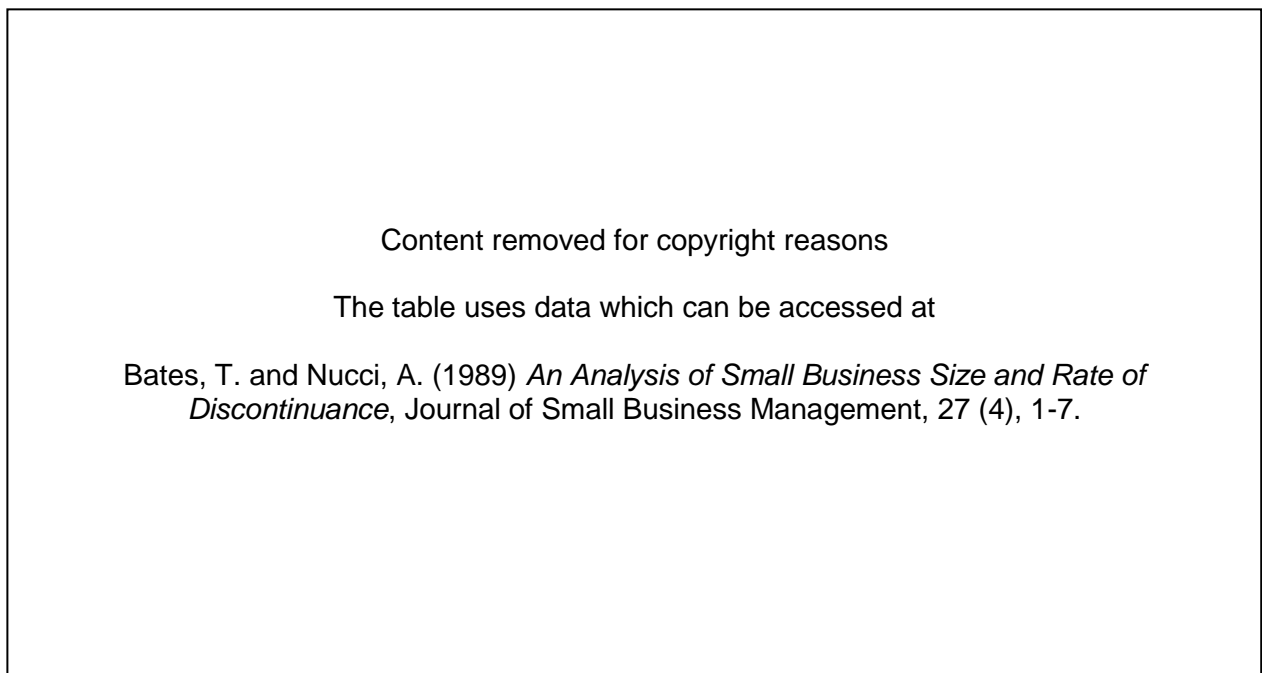 Content removed for copyright reasons
The table uses data which can be accessed at
Bates, T. and Nucci, A. (1989) An Analysis of Small Business Size and Rate of
Discontinuance, Journal of Small Business Management, 27 (4), 1-7.